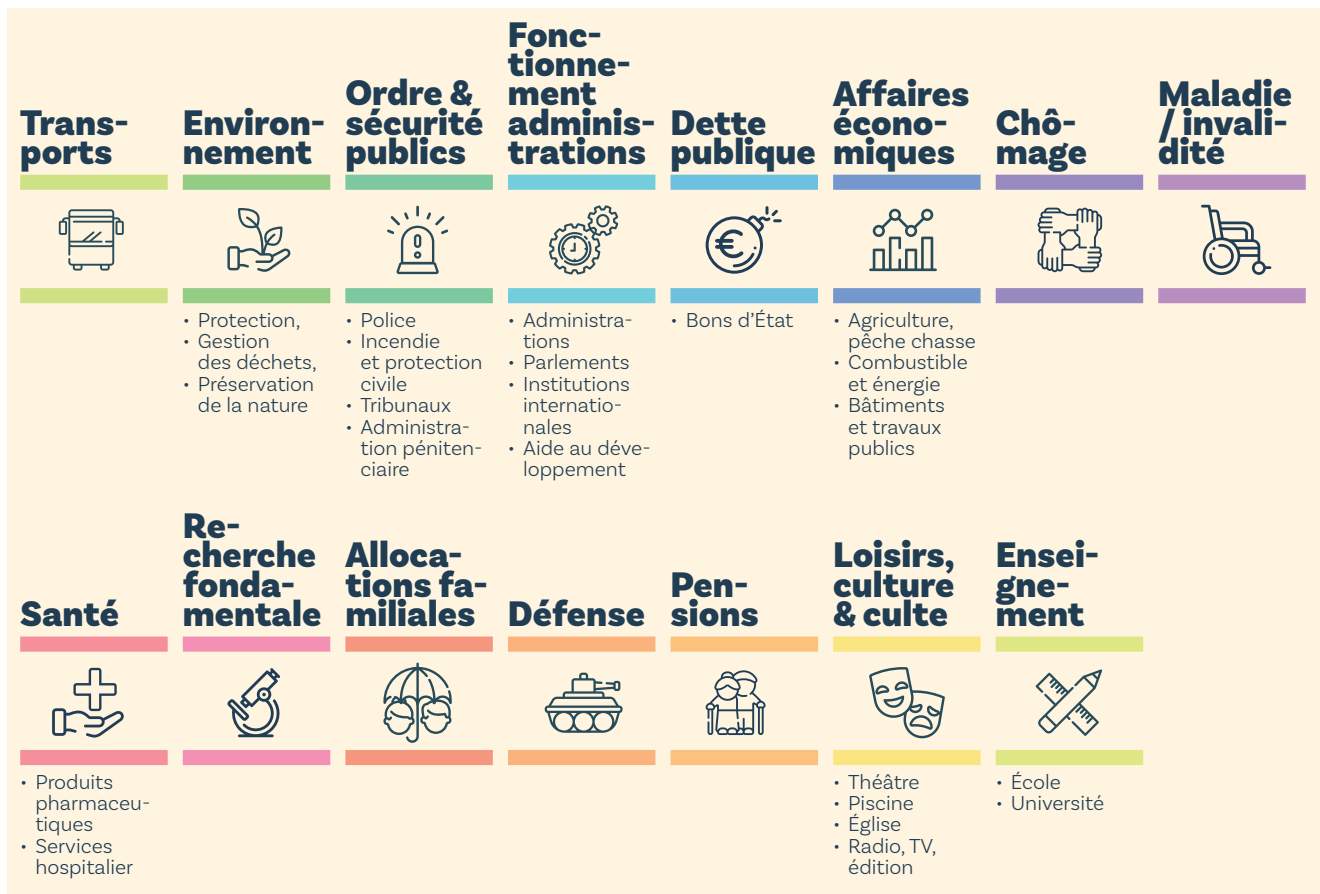 Trans-
ports
Environ-
nement
• Protection,
• Gestion
des déchets,
• Préservation
de la nature
Ordre &
sécurité
publics
• Police
• Incendie
et protection
civile
• Tribunaux
• Administra-
tion péniten-
ciaire
Fonc-
tionne-
ment
adminis-
trations
• Administra-
tions
• Parlements
• Institutions
internatio-
nales
• Aide au déve-
loppement
Dette
publique
€
• Bons d’État
Affaires
écono-
miques
• Agriculture,
pêche chasse
• Combustible
et énergie
• Bâtiments
et travaux
publics
Chô-
mage
Maladie
/ invali-
dité
Santé
• Produits
pharmaceu-
tiques
• Services
hospitalier
Re-
cherche
fonda-
mentale
Alloca-
tions fa-
miliales
Défense
Pen-
sions
Loisirs,
culture
& culte
• Théâtre
• Piscine
• Église
• Radio, TV,
édition
Ensei-
gne-
ment
• École
• Université